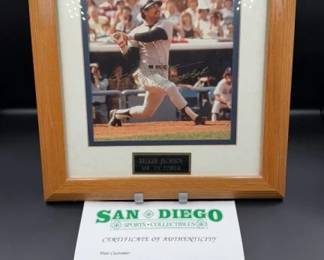 REGGIE JACKSON
SAN DIEGO
SPORTS COLLECTIBLES
CERTIFICATE OF AUTHENTICITY
Dear Customer: